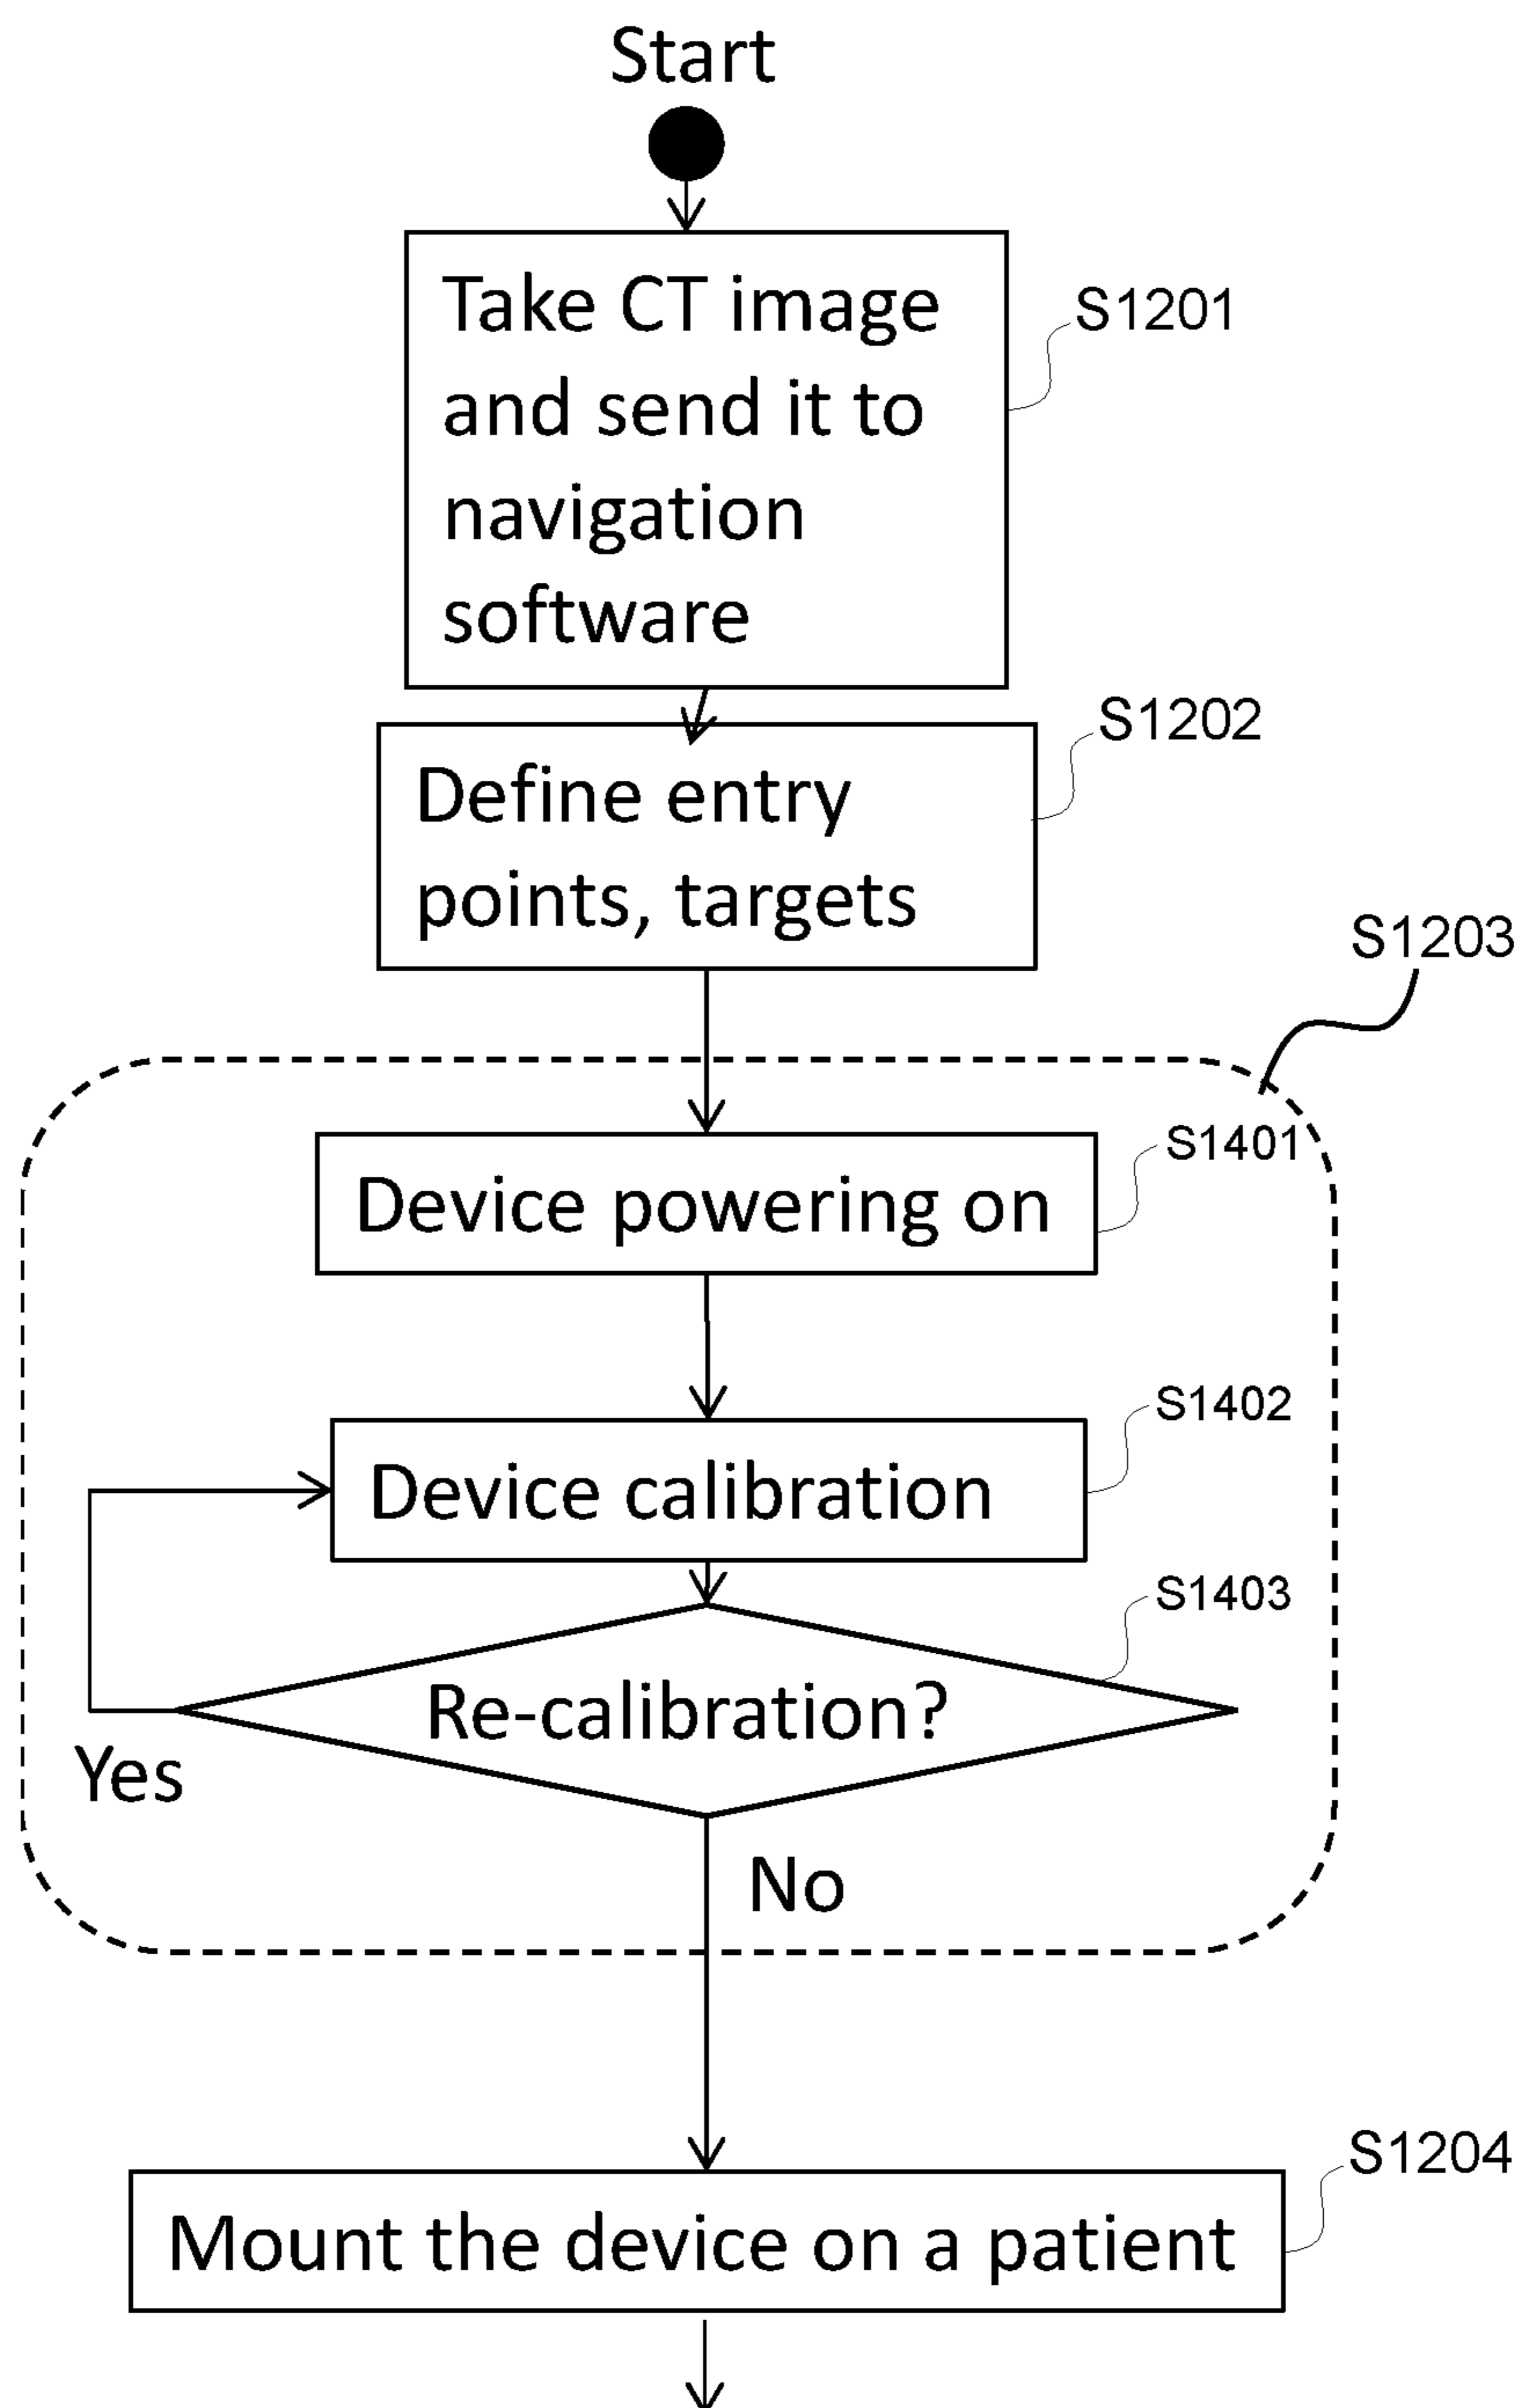 Start
Take CT image
and send it to
navigation
software
S1201
Define entry
points, targets
S1202
S1203
Device powering on
S1401
Device calibration
S1402
Re-calibration?
S1403
Yes
No
Mount the device on a patient
S1204